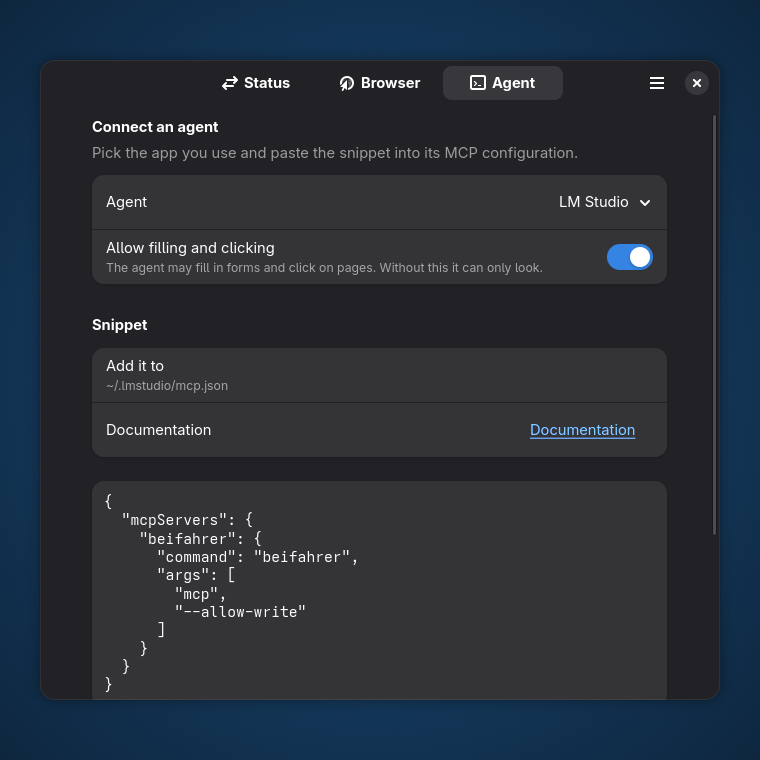 Status
Browser
Agent
Connect an agent
Pick the app you use and paste the snippet into its MCP configuration.
Agent
LM Studio
Allow filling and clicking
The agent may fill in forms and click on pages. Without this it can only look.
Snippet
Add it to
~/.lmstudio/mcp.json
Documentation
Documentation
{
  "mcpServers": {
    "beifahrer": {
      "command": "beifahrer",
      "args": [
        "mcp",
        "--allow-write"
      ]
    }
  }
}